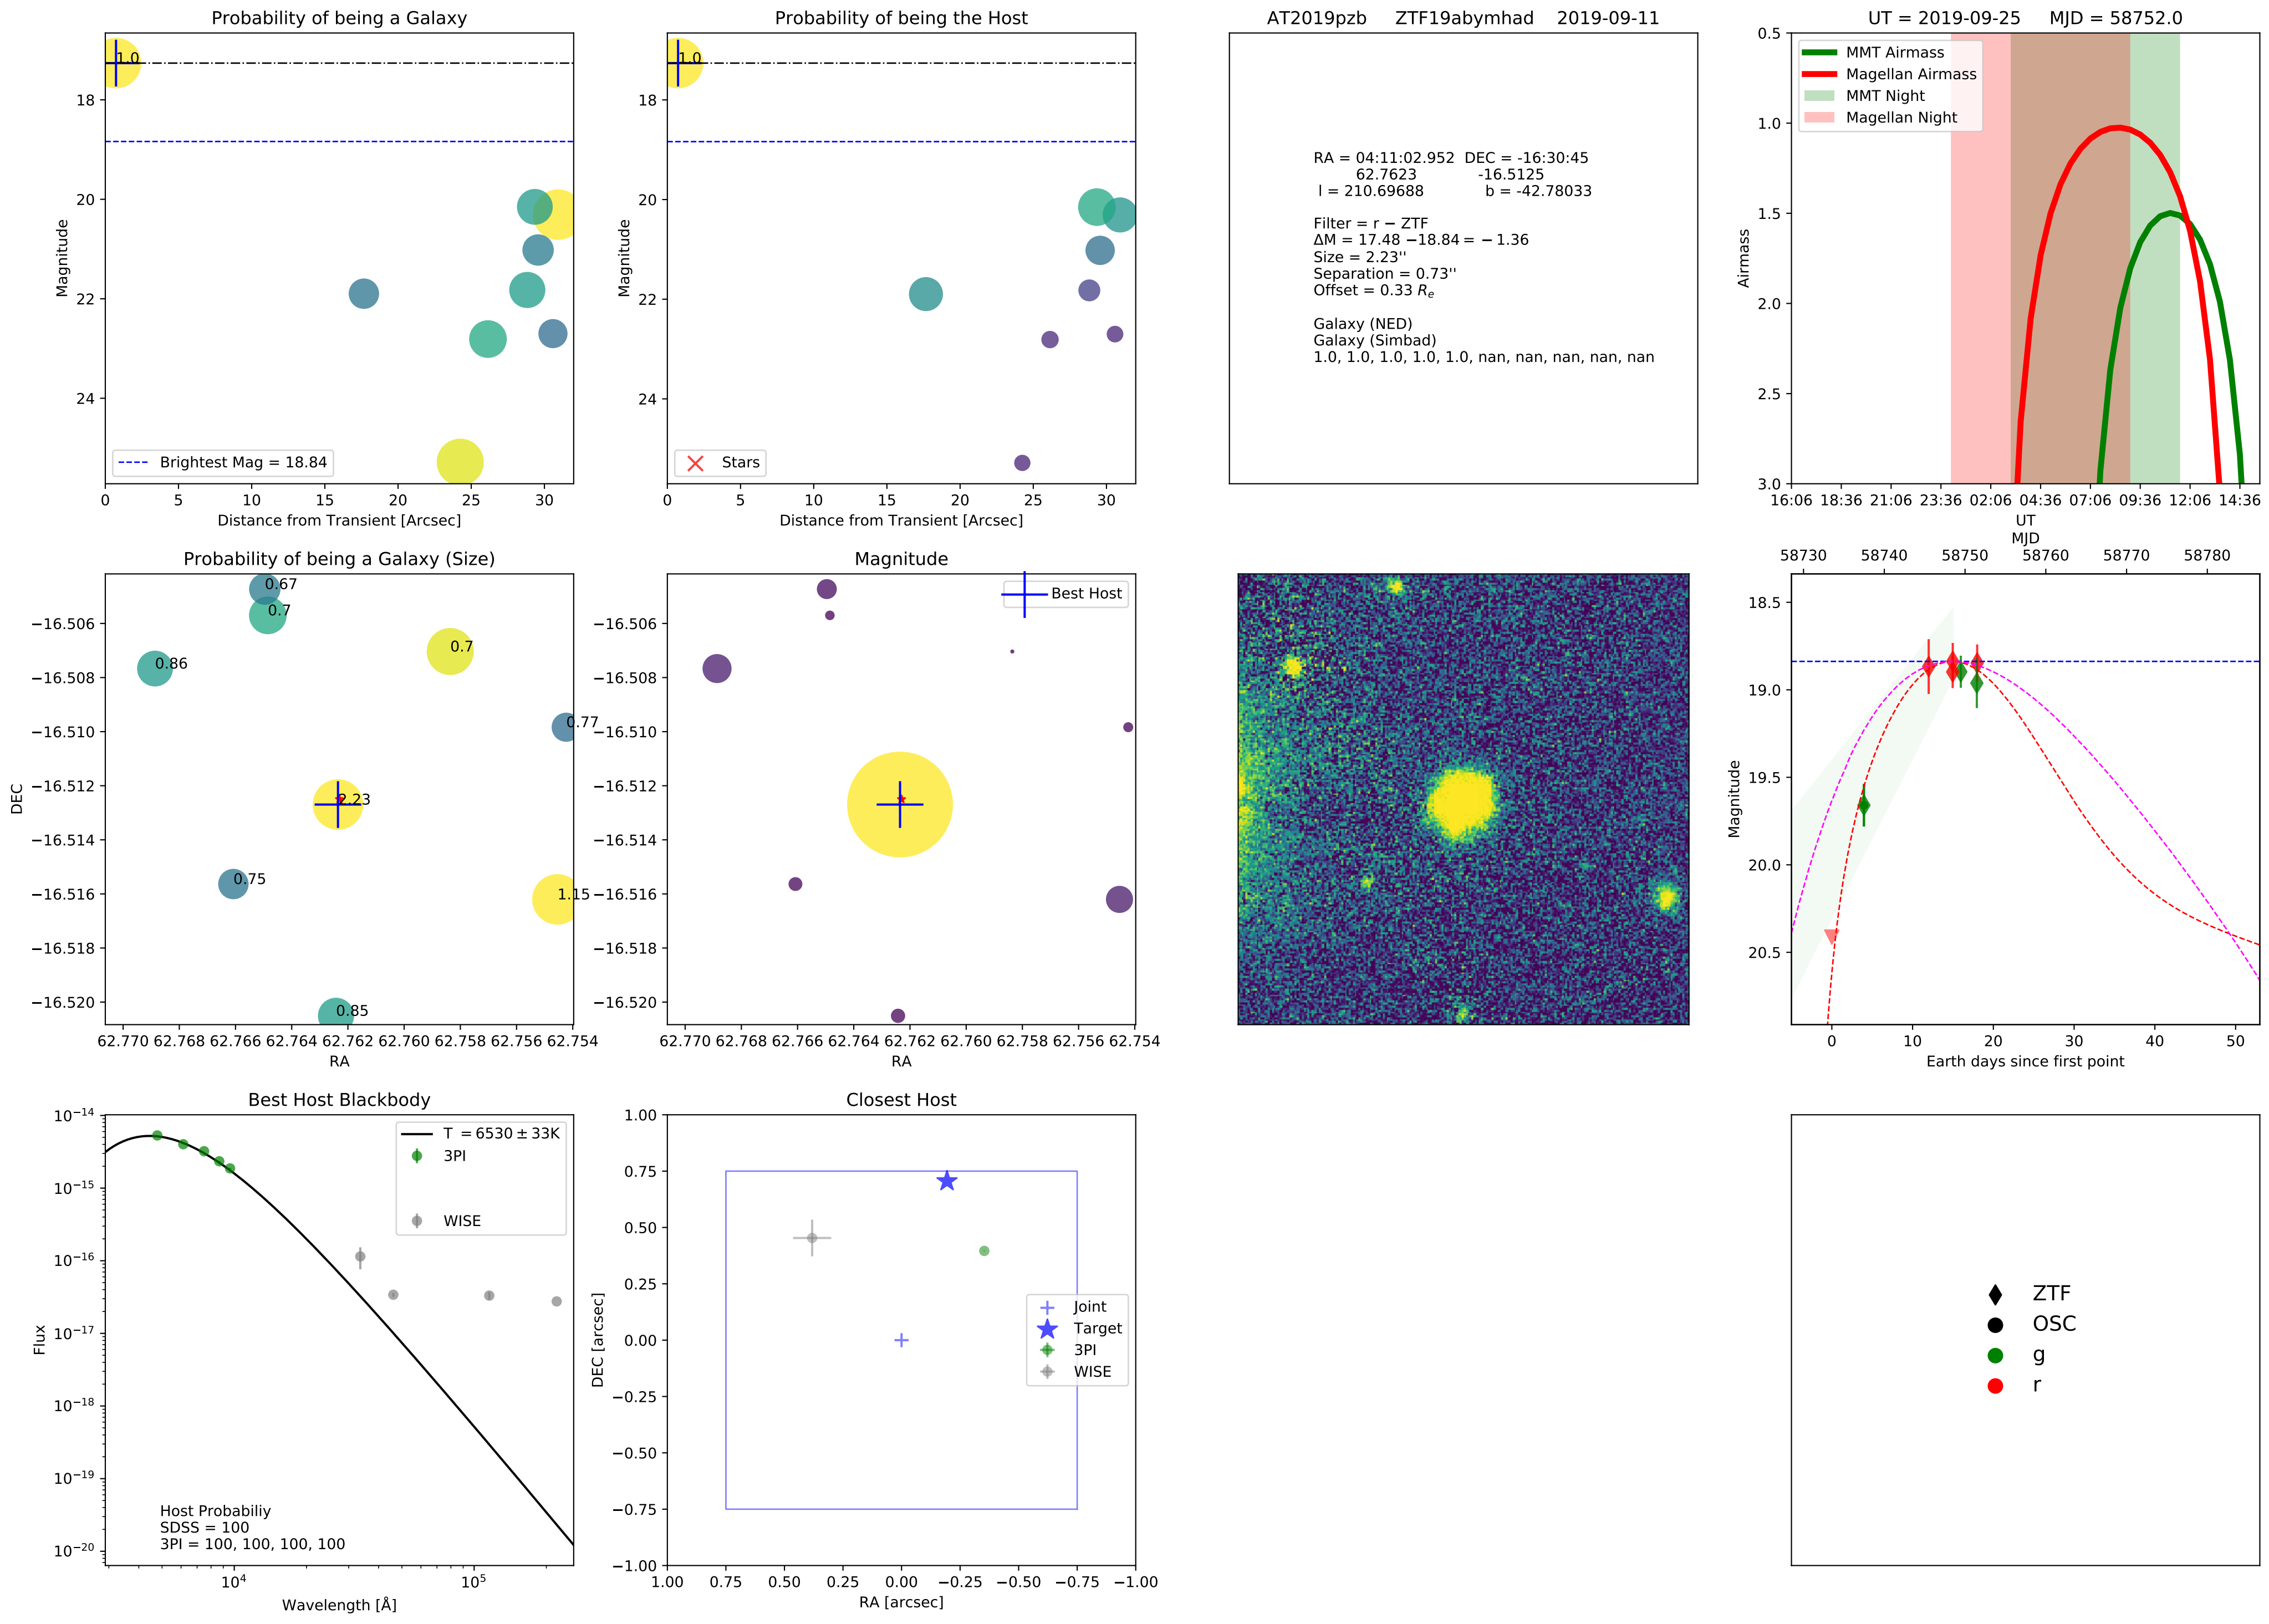 Probability of being a Galaxy
1.0
18
20
22
24
Magnitude
Brightest Mag = 18.84
0 5 10 15 20 25 30
Distance from Transient [Arcsec]
Probability of being the Host
1.0
18
20
22
24
Magnitude
Stars
0 5 10 15 20 25 30
Distance from Transient [Arcsec]
AT2019pzb ZTF19abymhad 2019-09-11
RA = 04:11:02.952 DEC = -16:30:45
62.7623 -16.5125
l = 210.69688 b = -42.78033
Filter = r − ZTF
ΔM = 17.48 −18.84 = − 1.36
Size = 2.23''
Separation = 0.73''
Offset = 0.33 Re
Galaxy (NED)
Galaxy (Simbad)
1.0, 1.0, 1.0, 1.0, 1.0, nan, nan, nan, nan, nan
UT = 2019-09-25 MJD = 58752.0
MMT Airmass
Magellan Airmass
MMT Night
Magellan Night
0.5
1.0
1.5
2.0
2.5
3.0
Airmass
16:06 18:36 21:06 23:36 02:06 04:36 07:06 09:36 12:06 14:36
UT
Probability of being a Galaxy (Size)
0.67
0.7
0.7
0.86
0.77
2.23
0.75
1.15
0.85
−16.506
−16.508
−16.510
−16.512
−16.514
−16.516
−16.518
−16.520
DEC
62.770 62.768 62.766 62.764 62.762 62.760 62.758 62.756 62.754
RA
Magnitude
Best Host
−16.506
−16.508
−16.510
−16.512
−16.514
−16.516
−16.518
−16.520
62.770 62.768 62.766 62.764 62.762 62.760 62.758 62.756 62.754
RA
MJD
58730 58740 58750 58760 58770 58780
18.5
19.0
19.5
20.0
20.5
Magnitude
0 10 20 30 40 50
Earth days since first point
Best Host Blackbody
T = 6530 ± 33K
3PI
WISE
10−14
10−15
10−16
10−17
10−18
10−19
10−20
Flux
Host Probabiliy
SDSS = 100
3PI = 100, 100, 100, 100
104 105
Wavelength [Å]
Closest Host
1.00
0.75
0.50
0.25
0.00
−0.25
−0.50
−0.75
−1.00
DEC [arcsec]
Joint
Target
3PI
WISE
1.00 0.75 0.50 0.25 0.00 −0.25 −0.50 −0.75 −1.00
RA [arcsec]
ZTF
OSC
g
r